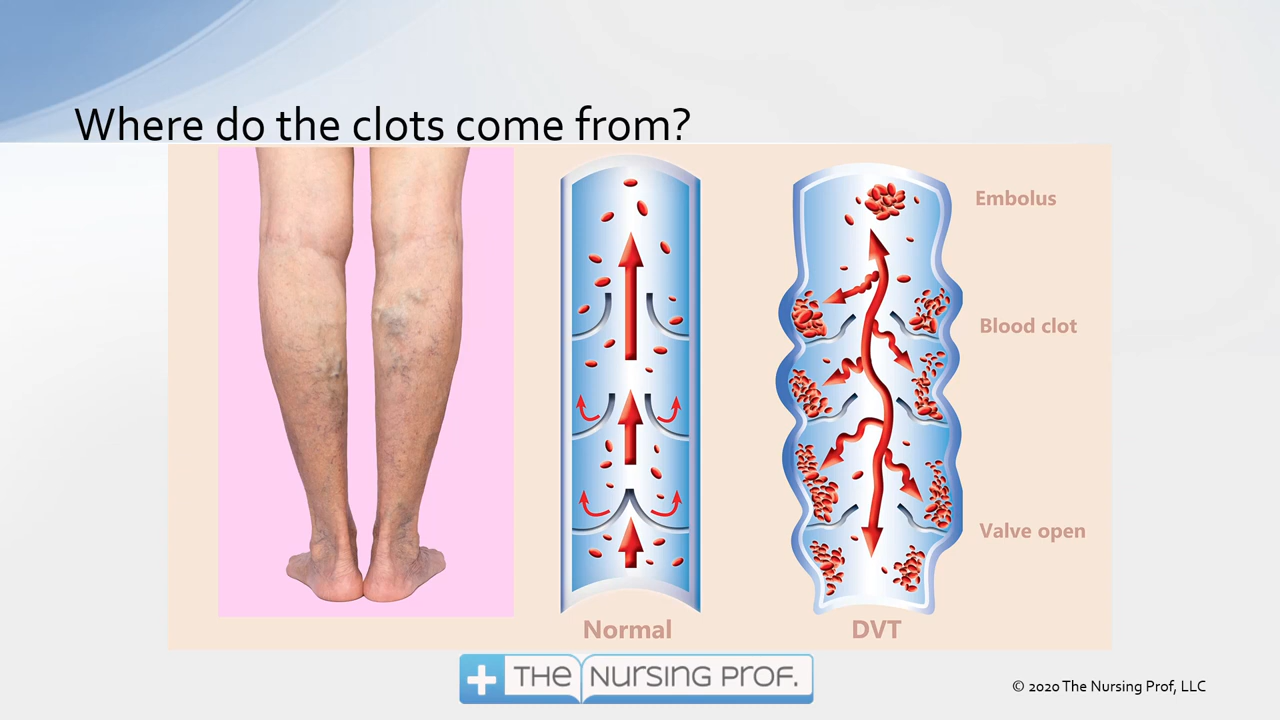 Where do the clots come from?
Embolus
Blood clot
Valve open
Normal
DVT
THE NURSING PROF.
© 2020 The Nursing Prof, LLC